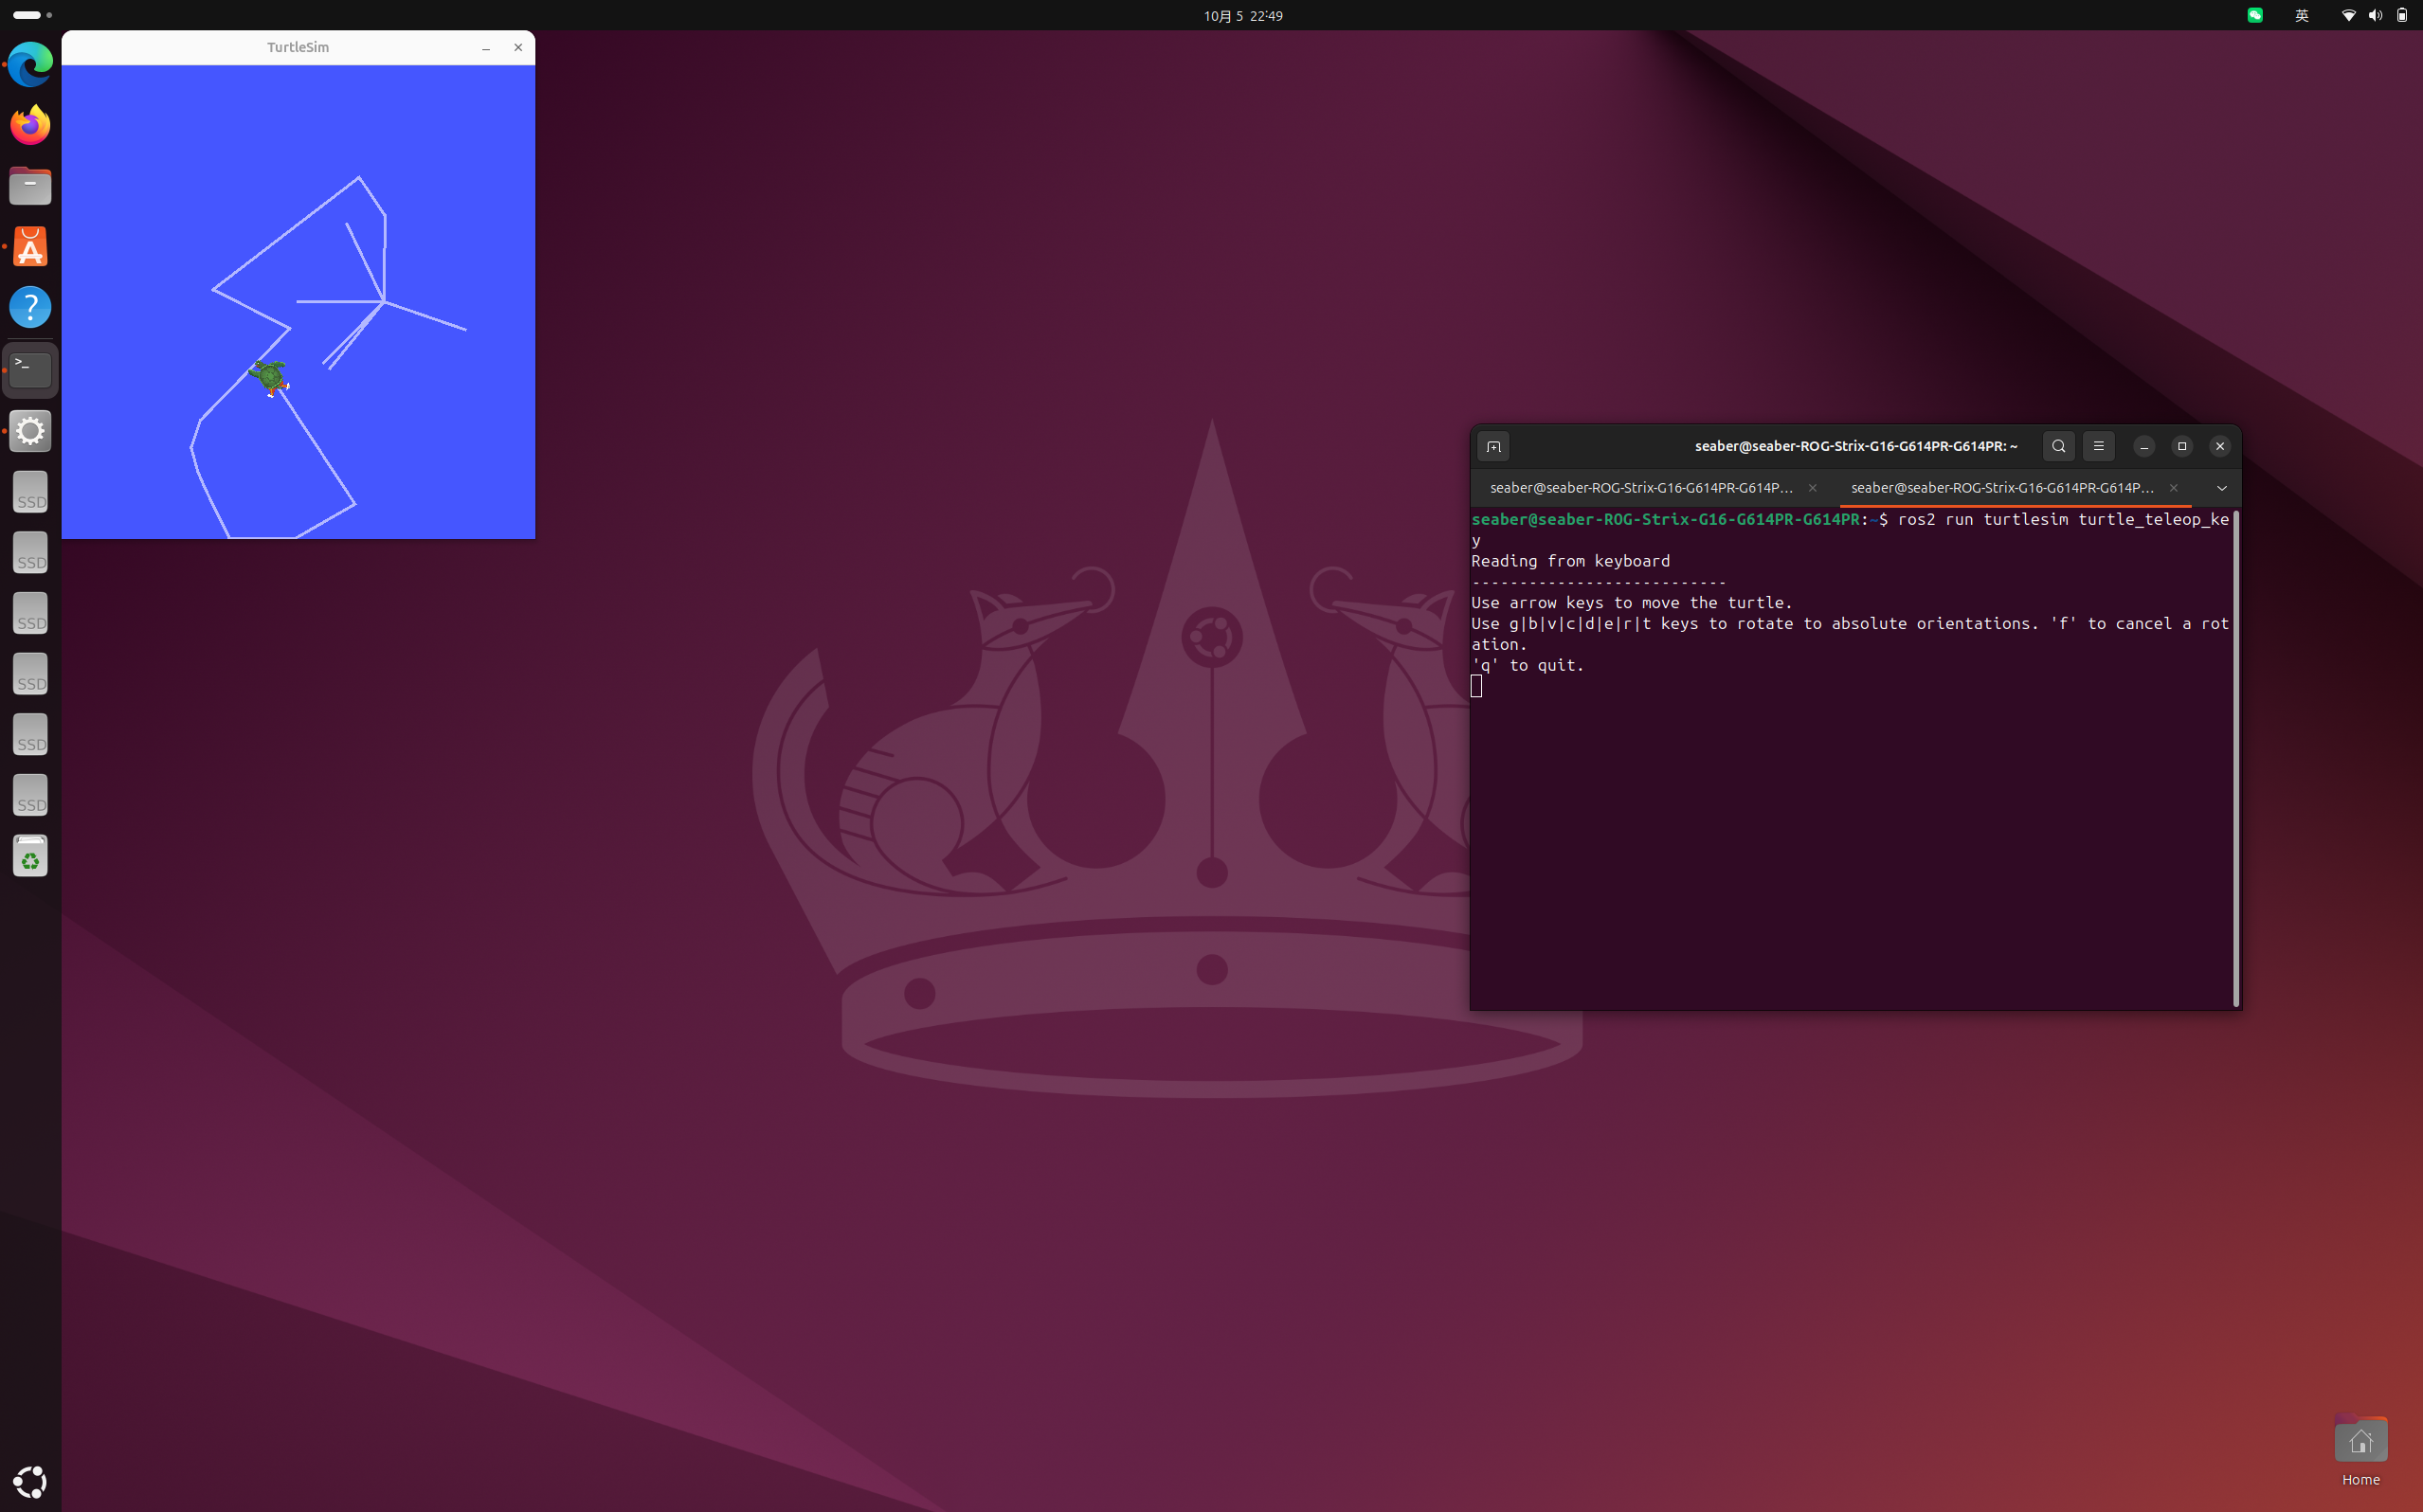 10月 5 22:49
英
TurtleSim
SSD
SSD
SSD
SSD
SSD
SSD
seaber@seaber-ROG-Strix-G16-G614PR-G614PR: ~
seaber@seaber-ROG-Strix-G16-G614PR-G614P...
seaber@seaber-ROG-Strix-G16-G614PR-G614P...
seaber@seaber-ROG-Strix-G16-G614PR-G614PR:~$ ros2 run turtlesim turtle_teleop_ke
y
Reading from keyboard
---------------------------
Use arrow keys to move the turtle.
Use g|b|v|c|d|e|r|t keys to rotate to absolute orientations. 'f' to cancel a rot
ation.
'q' to quit.
Home